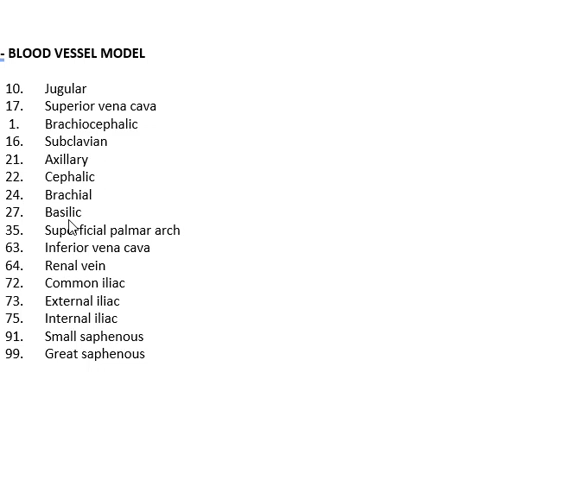 - BLOOD VESSEL MODEL
10. Jugular
17. Superior vena cava
1. Brachiocephalic
16. Subclavian
21. Axillary
22. Cephalic
24. Brachial
27. Basilic
35. Superficial palmar arch
63. Inferior vena cava
64. Renal vein
72. Common iliac
73. External iliac
75. Internal iliac
91. Small saphenous
99. Great saphenous